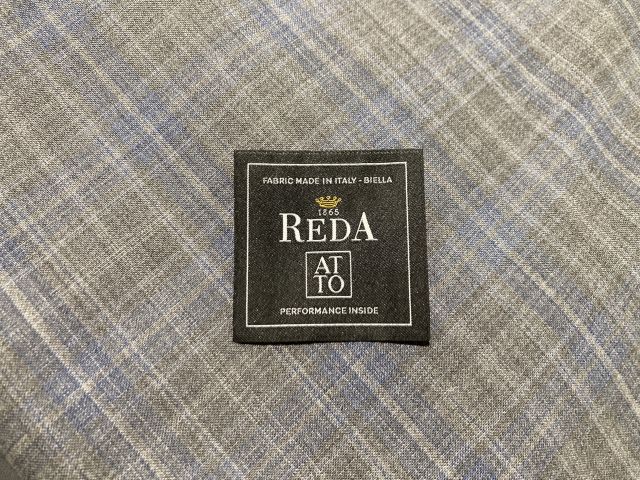 FABRIC MADE IN ITALY - BIELLA
1865
REDA
AT
TO
PERFORMANCE INSIDE